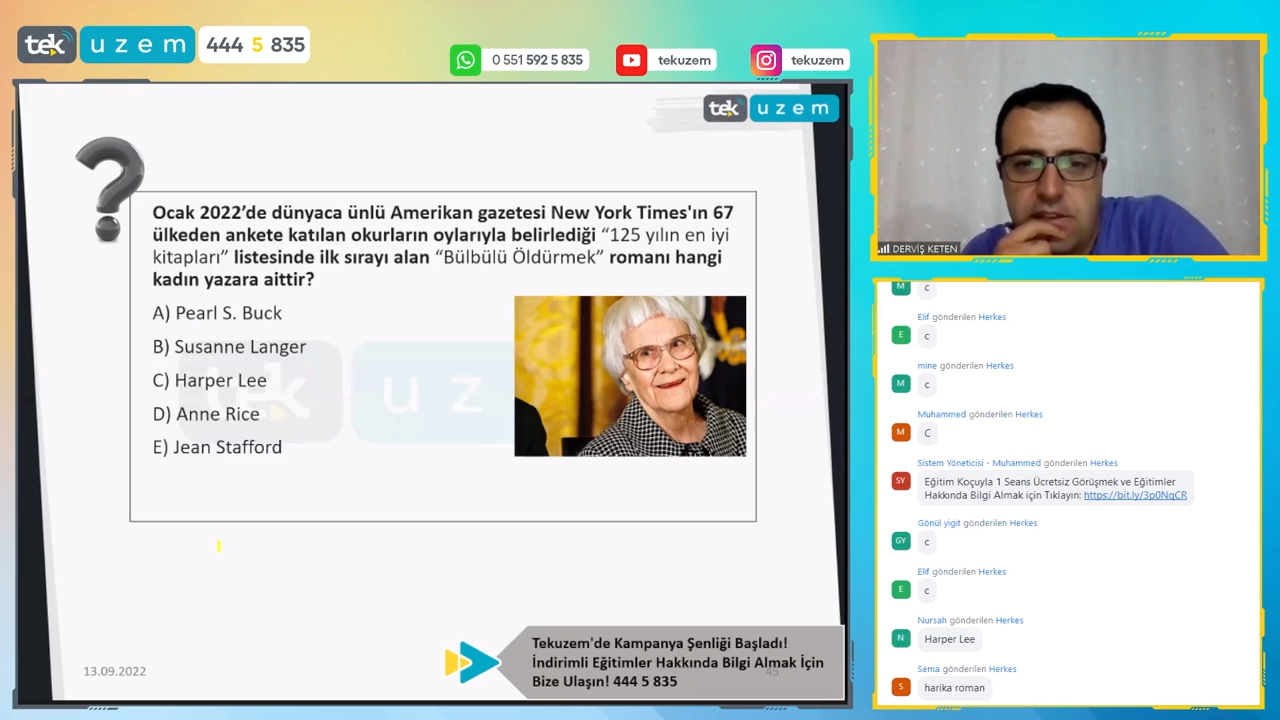 tek uzem 444 5 835
0 551 592 5 835
tekuzem
tekuzem
tek uzem
Ocak 2022’de dünyaca ünlü Amerikan gazetesi New York Times'ın 67
ülkeden ankete katılan okurların oylarıyla belirlediği “125 yılın en iyi
kitapları” listesinde ilk sırayı alan “Bülbülü Öldürmek” romanı hangi
kadın yazara aittir?
A) Pearl S. Buck
B) Susanne Langer
C) Harper Lee
D) Anne Rice
E) Jean Stafford
tek uz
13.09.2022
45
Tekuzem'de Kampanya Şenliği Başladı!
İndirimli Eğitimler Hakkında Bilgi Almak İçin
Bize Ulaşın! 444 5 835
DERVİŞ KETEN
M
c
Elif gönderilen Herkes
E
c
mine gönderilen Herkes
M
c
Muhammed gönderilen Herkes
M
C
Sistem Yöneticisi - Muhammed gönderilen Herkes
SY
Eğitim Koçuyla 1 Seans Ücretsiz Görüşmek ve Eğitimler
Hakkında Bilgi Almak için Tıklayın: https://bit.ly/3p0NqCR
Gönül yigit gönderilen Herkes
GY
c
Elif gönderilen Herkes
E
c
Nursah gönderilen Herkes
N
Harper Lee
Sema gönderilen Herkes
S
harika roman